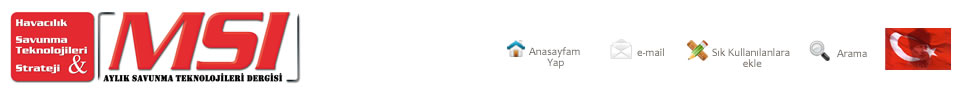 Havacılık
Savunma
Teknolojileri
Strateji &
MSI
AYLIK SAVUNMA TEKNOLOJİLERİ DERGİSİ
Anasayfam
Yap
e-mail
Sık Kullanılanlara
ekle
Arama